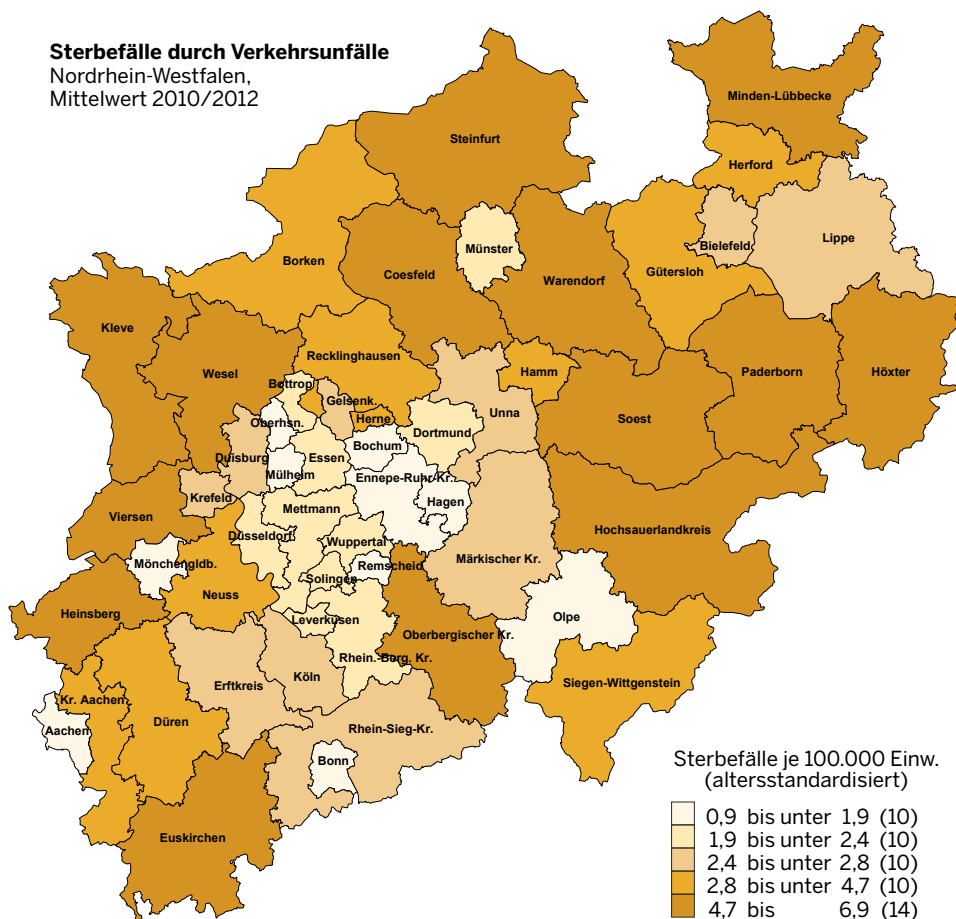 Sterbefälle durch Verkehrsunfälle
Nordrhein-Westfalen,
Mittelwert 2010/2012
Minden-Lübbecke
Steinfurt
Herford
Münster
Bielefeld
Lippe
Borken
Coesfeld
Warendorf
Gütersloh
Kleve
Recklinghausen
Wesel
Hamm
Paderborn
Höxter
Bottrop
Gelsenk.
Unna
Soest
Oberhsn.
Herne
Dortmund
Bochum
Duisburg
Essen
Mülheim
Ennepe-Ruhr-Kr.
Krefeld
Hagen
Mettmann
Viersen
Hochsauerlandkreis
Düsseldorf
Wuppertal
Mönchengldb.
Remscheid
Märkischer Kr.
Solingen
Neuss
Heinsberg
Leverkusen
Olpe
Oberbergischer Kr.
Rhein.-Berg. Kr.
Köln
Erftkreis
Siegen-Wittgenstein
Kr. Aachen
Düren
Aachen
Rhein-Sieg-Kr.
Bonn
Euskirchen
Sterbefälle je 100.000 Einw.
(altersstandardisiert)
0,9 bis unter 1,9 (10)
1,9 bis unter 2,4 (10)
2,4 bis unter 2,8 (10)
2,8 bis unter 4,7 (10)
4,7 bis 6,9 (14)